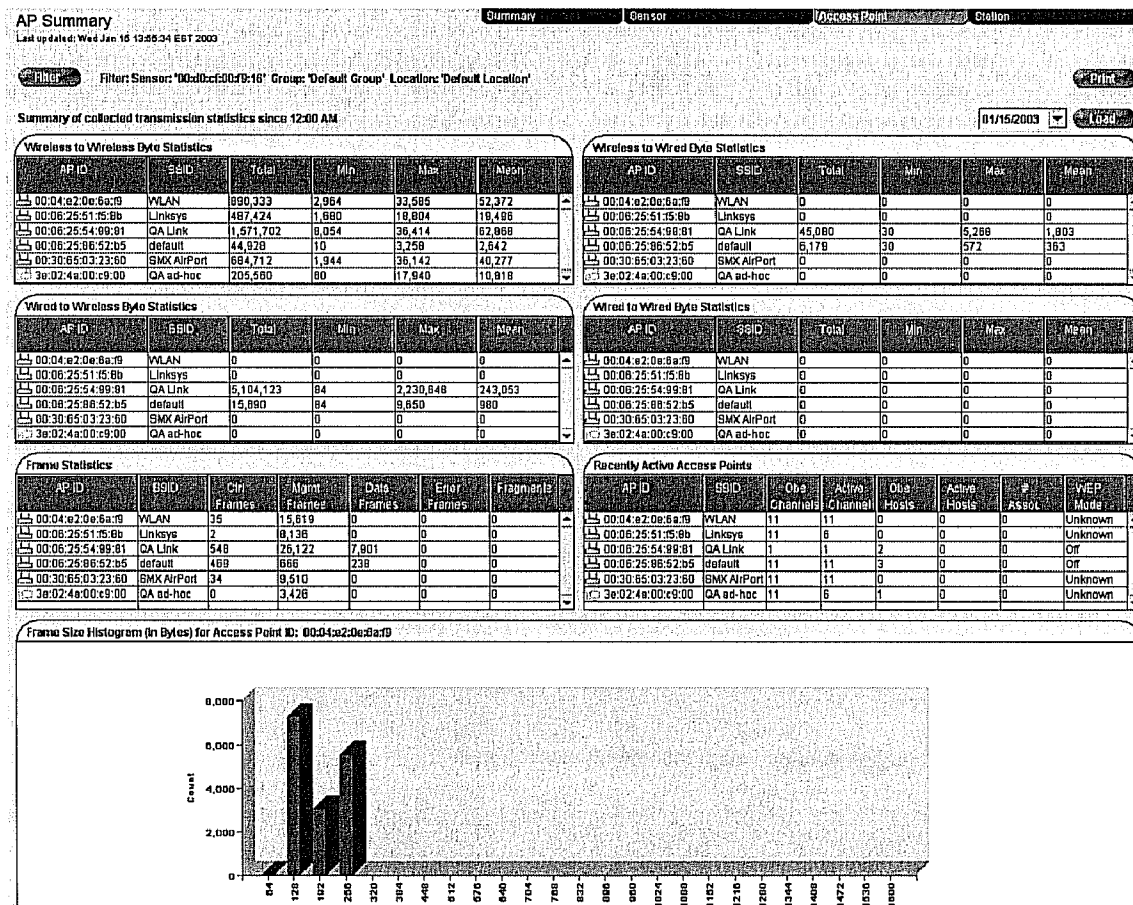 AP Summary
Last updated: Wed Jan 15 13:55:34 EST 2003
Summary Sensor Access Point Station
Filter
Filter: Sensor: '00:d0:cf:00:f9:16' Group: 'Default Group' Location: 'Default Location'
Print
Summary of collected transmission statistics since 12:00 AM
01/15/2003 Load
Wireless to Wireless Byte Statistics
AP ID SSID Total Min Max Mean
00:04:e2:0e:6a:f9 WLAN 890,333 2,964 33,585 52,372
00:06:25:51:f5:8b Linksys 487,424 1,680 18,804 19,496
00:06:25:54:99:81 QA Link 1,571,702 8,054 36,414 62,868
00:06:25:86:52:b5 default 44,928 10 3,258 2,642
00:30:65:03:23:60 SMX AirPort 684,712 1,944 36,142 40,277
3e:02:4a:00:c9:00 QA ad-hoc 205,560 60 17,940 10,818
Wireless to Wired Byte Statistics
AP ID SSID Total Min Max Mean
00:04:e2:0e:6a:f9 WLAN 0 0 0 0
00:06:25:51:f5:8b Linksys 0 0 0 0
00:06:25:54:99:81 QA Link 45,080 30 5,268 1,803
00:06:25:86:52:b5 default 6,179 30 572 363
00:30:65:03:23:60 SMX AirPort 0 0 0 0
3e:02:4a:00:c9:00 QA ad-hoc 0 0 0 0
Wired to Wireless Byte Statistics
AP ID SSID Total Min Max Mean
00:04:e2:0e:6a:f9 WLAN 0 0 0 0
00:06:25:51:f5:8b Linksys 0 0 0 0
00:06:25:54:99:81 QA Link 5,104,123 84 2,230,848 243,053
00:06:25:86:52:b5 default 15,690 84 9,650 980
00:30:65:03:23:60 SMX AirPort 0 0 0 0
3e:02:4a:00:c9:00 QA ad-hoc 0 0 0 0
Wired to Wired Byte Statistics
AP ID SSID Total Min Max Mean
00:04:e2:0e:6a:f9 WLAN 0 0 0 0
00:06:25:51:f5:8b Linksys 0 0 0 0
00:06:25:54:99:81 QA Link 0 0 0 0
00:06:25:86:52:b5 default 0 0 0 0
00:30:65:03:23:60 SMX AirPort 0 0 0 0
3e:02:4a:00:c9:00 QA ad-hoc 0 0 0 0
Frame Statistics
AP ID SSID Ctrl Frames Mgmt Frames Data Frames Error Frames Fragments
00:04:e2:0e:6a:f9 WLAN 35 15,619 0 0 0
00:06:25:51:f5:8b Linksys 2 8,136 0 0 0
00:06:25:54:99:81 QA Link 548 26,122 7,901 0 0
00:06:25:86:52:b5 default 469 666 238 0 0
00:30:65:03:23:60 SMX AirPort 34 9,510 0 0 0
3e:02:4a:00:c9:00 QA ad-hoc 0 3,426 0 0 0
Recently Active Access Points
AP ID SSID Obs Channels Active Channel Obs Hosts Active Hosts # Assoc. WEP Mode
00:04:e2:0e:6a:f9 WLAN 11 11 0 0 0 Unknown
00:06:25:51:f5:8b Linksys 11 6 0 0 0 Unknown
00:06:25:54:99:81 QA Link 1 1 2 0 0 Off
00:06:25:86:52:b5 default 11 11 3 0 0 Off
00:30:65:03:23:60 SMX AirPort 11 11 0 0 0 Unknown
3e:02:4a:00:c9:00 QA ad-hoc 11 6 1 0 0 Unknown
Frame Size Histogram (In Bytes) for Access Point ID: 00:04:e2:0e:6a:f9
Count
8,000
6,000
4,000
2,000
0
64 128 192 256 320 384 448 512 576 640 704 768 832 896 960 1024 1088 1152 1216 1280 1344 1408 1472 1536 1600